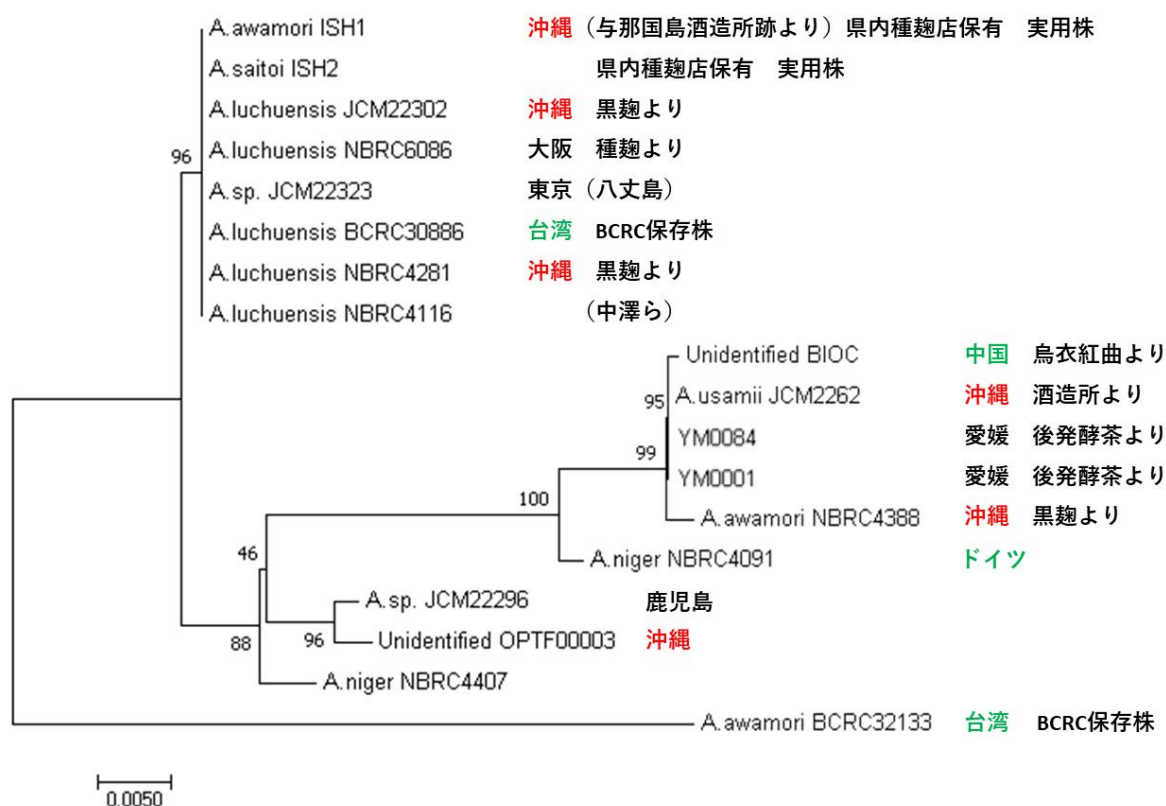 A.awamori ISH1 沖縄（与那国島酒造所跡より）県内種麹店保有 実用株
A.saitoi ISH2 県内種麹店保有 実用株
A.luchuensis JCM22302 沖縄 黒麹より
A.luchuensis NBRC6086 大阪 種麹より
96
A.sp. JCM22323 東京（八丈島）
A.luchuensis BCRC30886 台湾 BCRC保存株
A.luchuensis NBRC4281 沖縄 黒麹より
A.luchuensis NBRC4116 （中澤ら）
Unidentified BIOC 中国 烏衣紅曲より
95
A.usamii JCM2262 沖縄 酒造所より
YM0084 愛媛 後発酵茶より
99
YM0001 愛媛 後発酵茶より
100
A.awamori NBRC4388 沖縄 黒麹より
46
A.niger NBRC4091 ドイツ
A.sp. JCM22296 鹿児島
88
96
Unidentified OPTF00003 沖縄
A.niger NBRC4407
A.awamori BCRC32133 台湾 BCRC保存株
0.0050